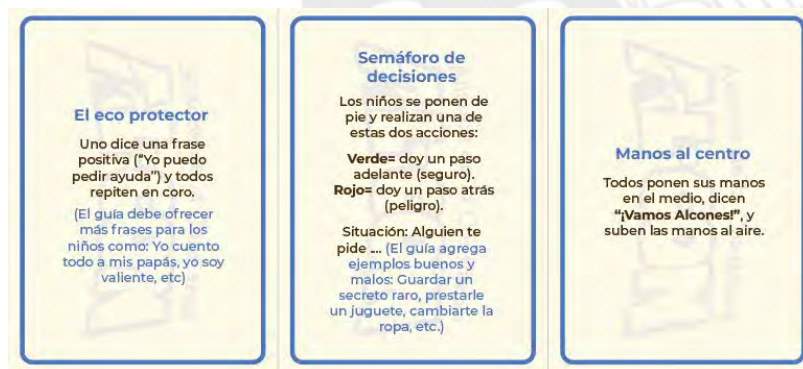 El eco protector
Uno dice una frase
positiva ("Yo puedo
pedir ayuda") y todos
repiten en coro.
(El guía debe ofrecer
más frases para los
niños como: Yo cuento
todo a mis papás, yo soy
valiente, etc)
Semáforo de
decisiones
Los niños se ponen de
pie y realizan una de
estas dos acciones:
Verde= doy un paso
adelante (seguro).
Rojo= doy un paso atrás
(peligro).
Situación: Alguien te
pide .... (El guía agrega
ejemplos buenos y
malos: Guardar un
secreto raro, prestarle
un juguete, cambiarte la
ropa, etc.)
Manos al centro
Todos ponen sus manos
en el medio, dicen
"¡Vamos Alcones!", y
suben las manos al aire.